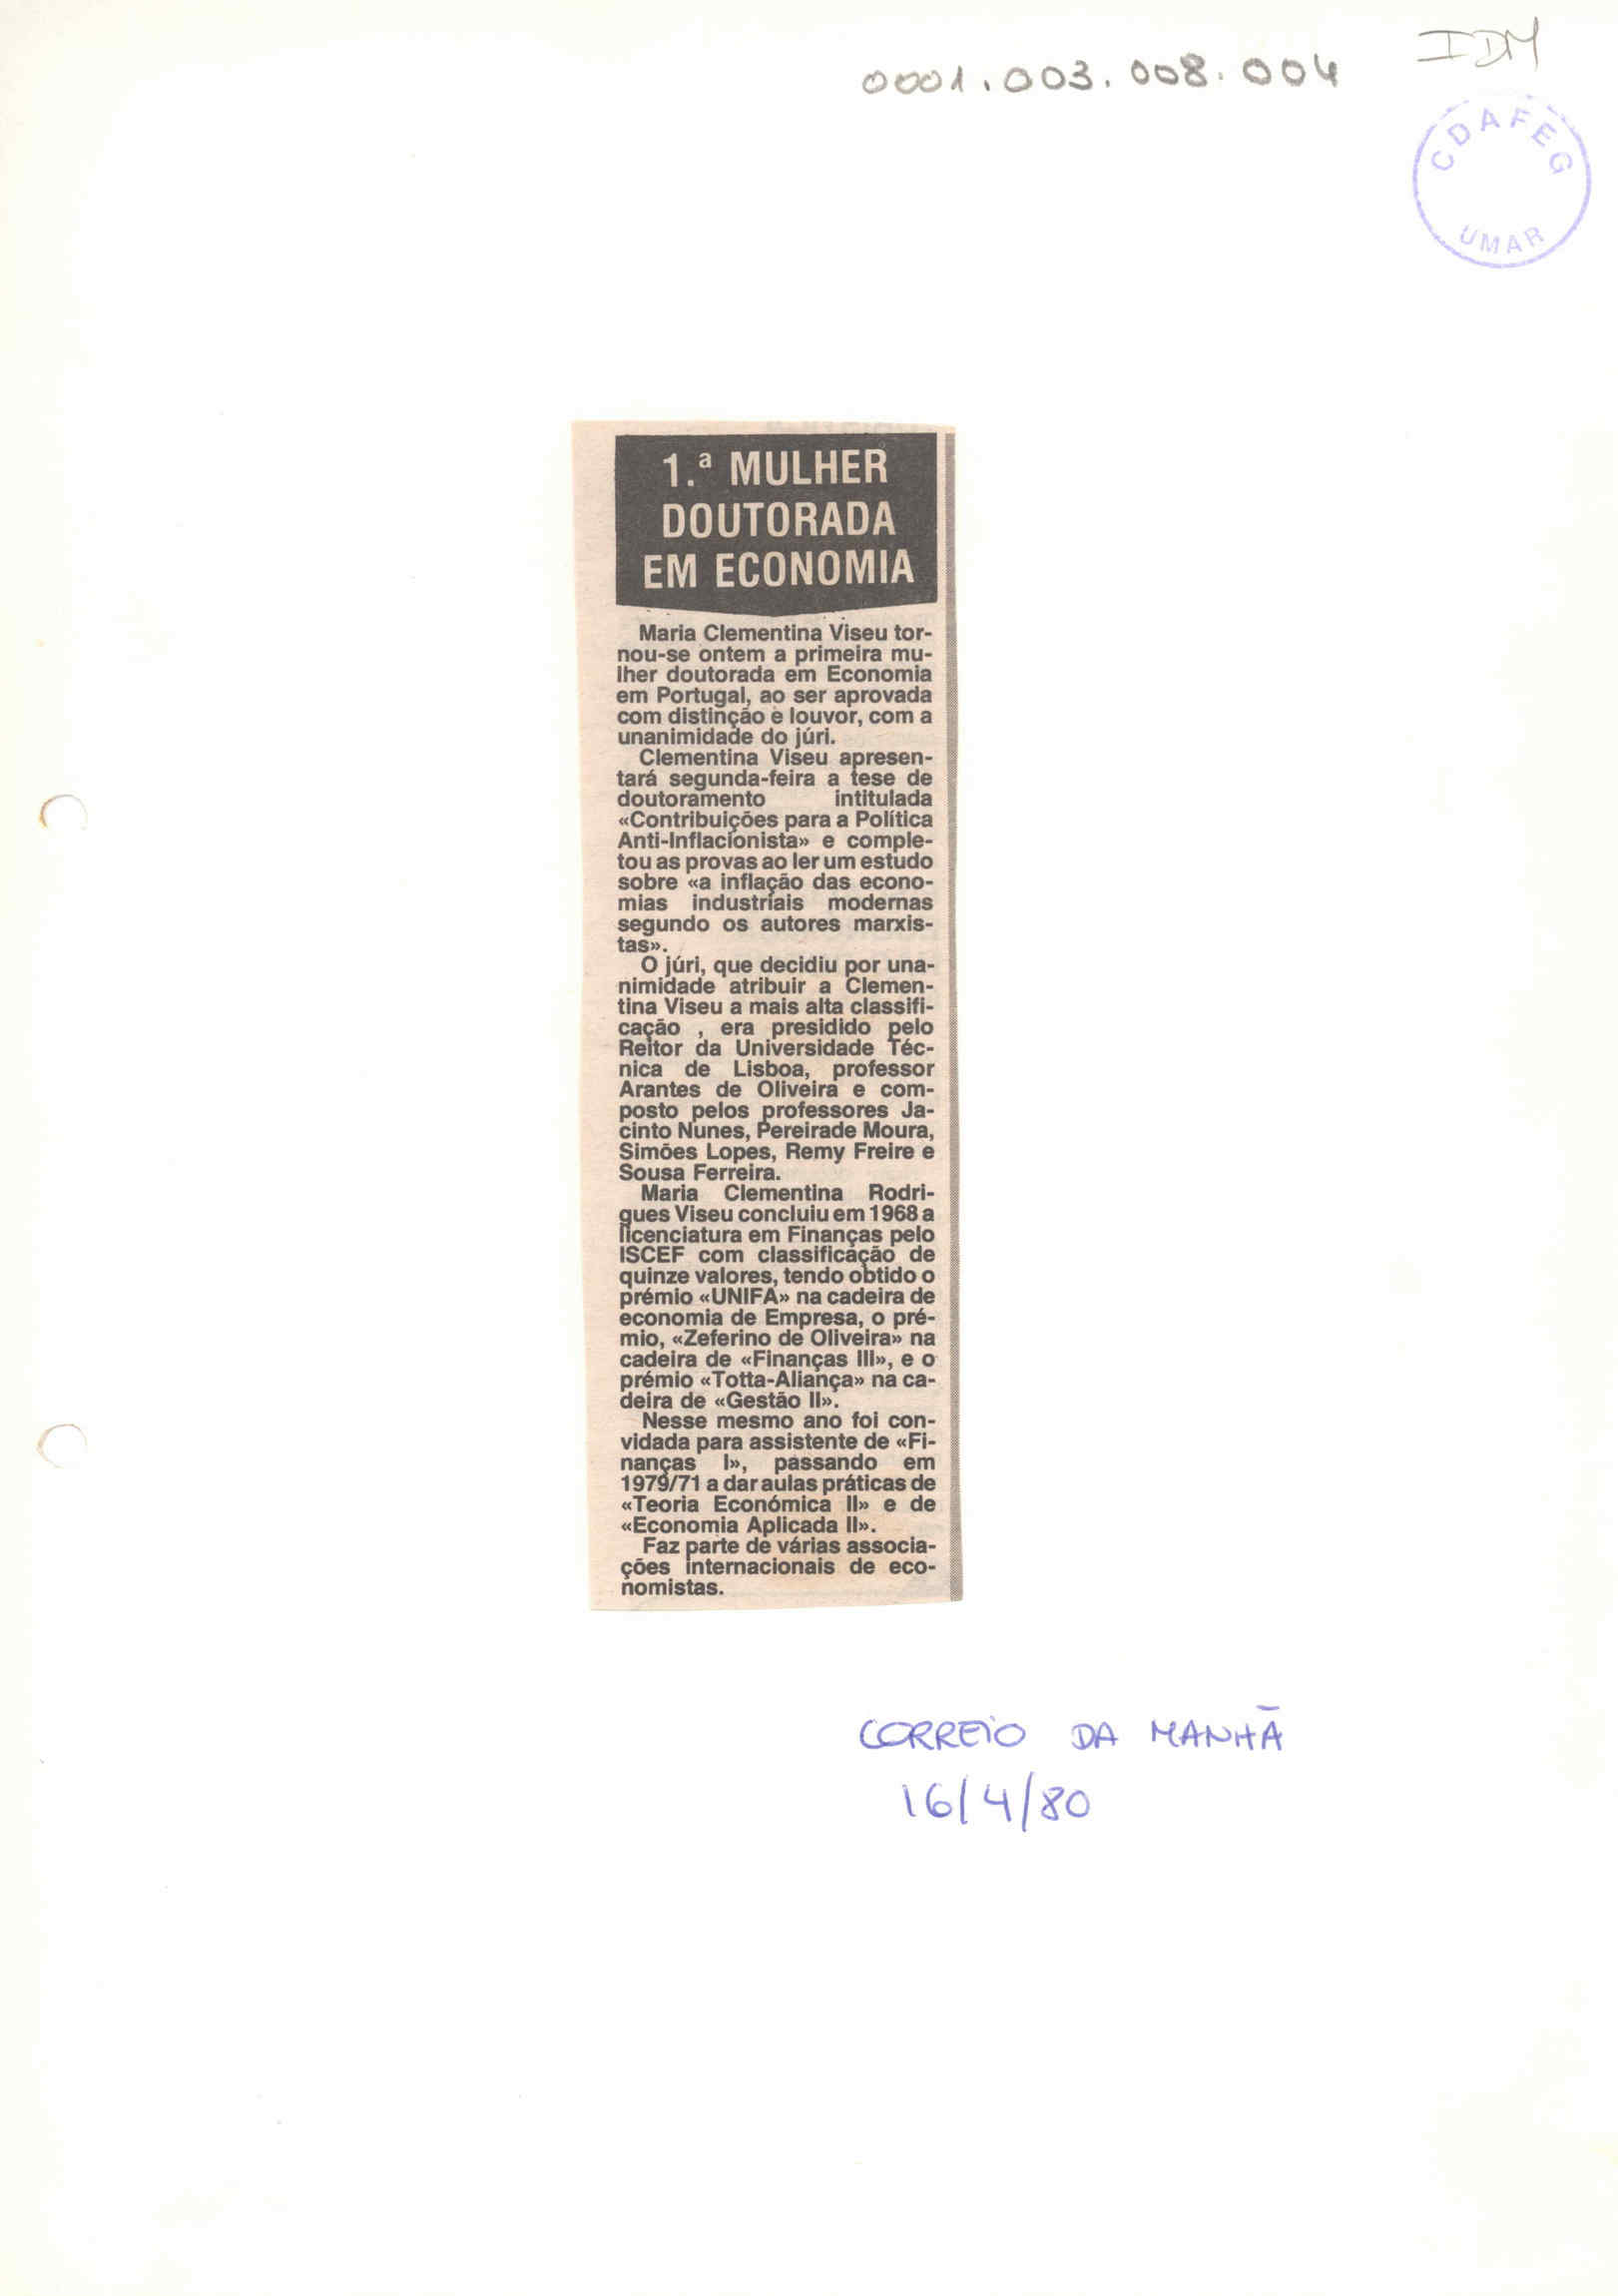 IDM
0001.003.008.004
CDAFEG
UMAR
1.ª MULHER
DOUTORADA
EM ECONOMIA
Maria Clementina Viseu tor-
nou-se ontem a primeira mu-
lher doutorada em Economia
em Portugal, ao ser aprovada
com distinção e louvor, com a
unanimidade do júri.
Clementina Viseu apresen-
tará segunda-feira a tese de
doutoramento intitulada
«Contribuições para a Política
Anti-Inflacionista» e comple-
tou as provas ao ler um estudo
sobre «a inflação das econo-
mias industriais modernas
segundo os autores marxis-
tas».
O júri, que decidiu por una-
nimidade atribuir a Clemen-
tina Viseu a mais alta classifi-
cação , era presidido pelo
Reitor da Universidade Téc-
nica de Lisboa, professor
Arantes de Oliveira e com-
posto pelos professores Ja-
cinto Nunes, Pereirade Moura,
Simões Lopes, Remy Freire e
Sousa Ferreira.
Maria Clementina Rodri-
gues Viseu concluiu em 1968 a
licenciatura em Finanças pelo
ISCEF com classificação de
quinze valores, tendo obtido o
prémio «UNIFA» na cadeira de
economia de Empresa, o pré-
mio, «Zeferino de Oliveira» na
cadeira de «Finanças III», e o
prémio «Totta-Aliança» na ca-
deira de «Gestão II».
Nesse mesmo ano foi con-
vidada para assistente de «Fi-
nanças I», passando em
1979/71 a dar aulas práticas de
«Teoria Económica II» e de
«Economia Aplicada II».
Faz parte de várias associa-
ções internacionais de eco-
nomistas.
CORREIO DA MANHÃ
16/4/80